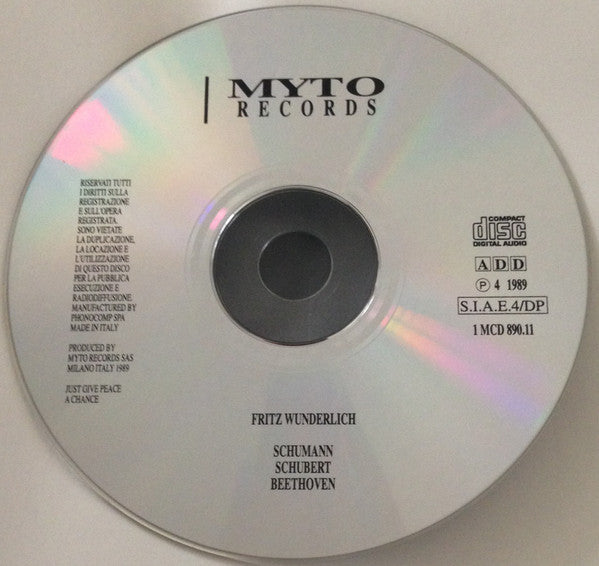 MYTO
RECORDS
RISERVATI TUTTI
I DIRITTI SULLA
REGISTRAZIONE
E SULL'OPERA
REGISTRATA.
SONO VIETATE
LA DUPLICAZIONE,
LA LOCAZIONE E
L'UTILIZZAZIONE
DI QUESTO DISCO
PER LA PUBBLICA
ESECUZIONE E
RADIODIFFUSIONE.
MANUFACTURED BY
PHONOCOMP SPA
MADE IN ITALY
PRODUCED BY
MYTO RECORDS SAS
MILANO ITALY 1989
JUST GIVE PEACE
A CHANCE
COMPACT
disc
DIGITAL AUDIO
A D D
℗ 4 1989
S.I.A.E.4/DP
1 MCD 890.11
FRITZ WUNDERLICH
SCHUMANN
SCHUBERT
BEETHOVEN